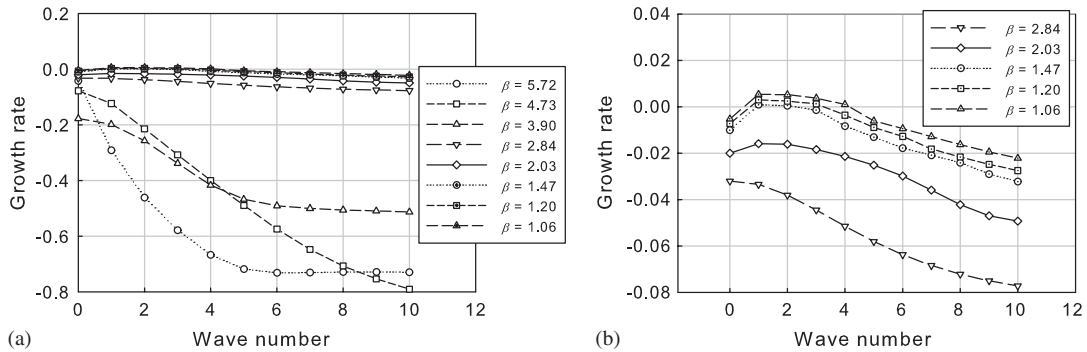 0.2
0.0
-0.2
-0.4
-0.6
-0.8
Growth rate
0 2 4 6 8 10 12
Wave number
β = 5.72
β = 4.73
β = 3.90
β = 2.84
β = 2.03
β = 1.47
β = 1.20
β = 1.06
(a)
0.04
0.02
0.00
-0.02
-0.04
-0.06
-0.08
Growth rate
0 2 4 6 8 10 12
Wave number
β = 2.84
β = 2.03
β = 1.47
β = 1.20
β = 1.06
(b)